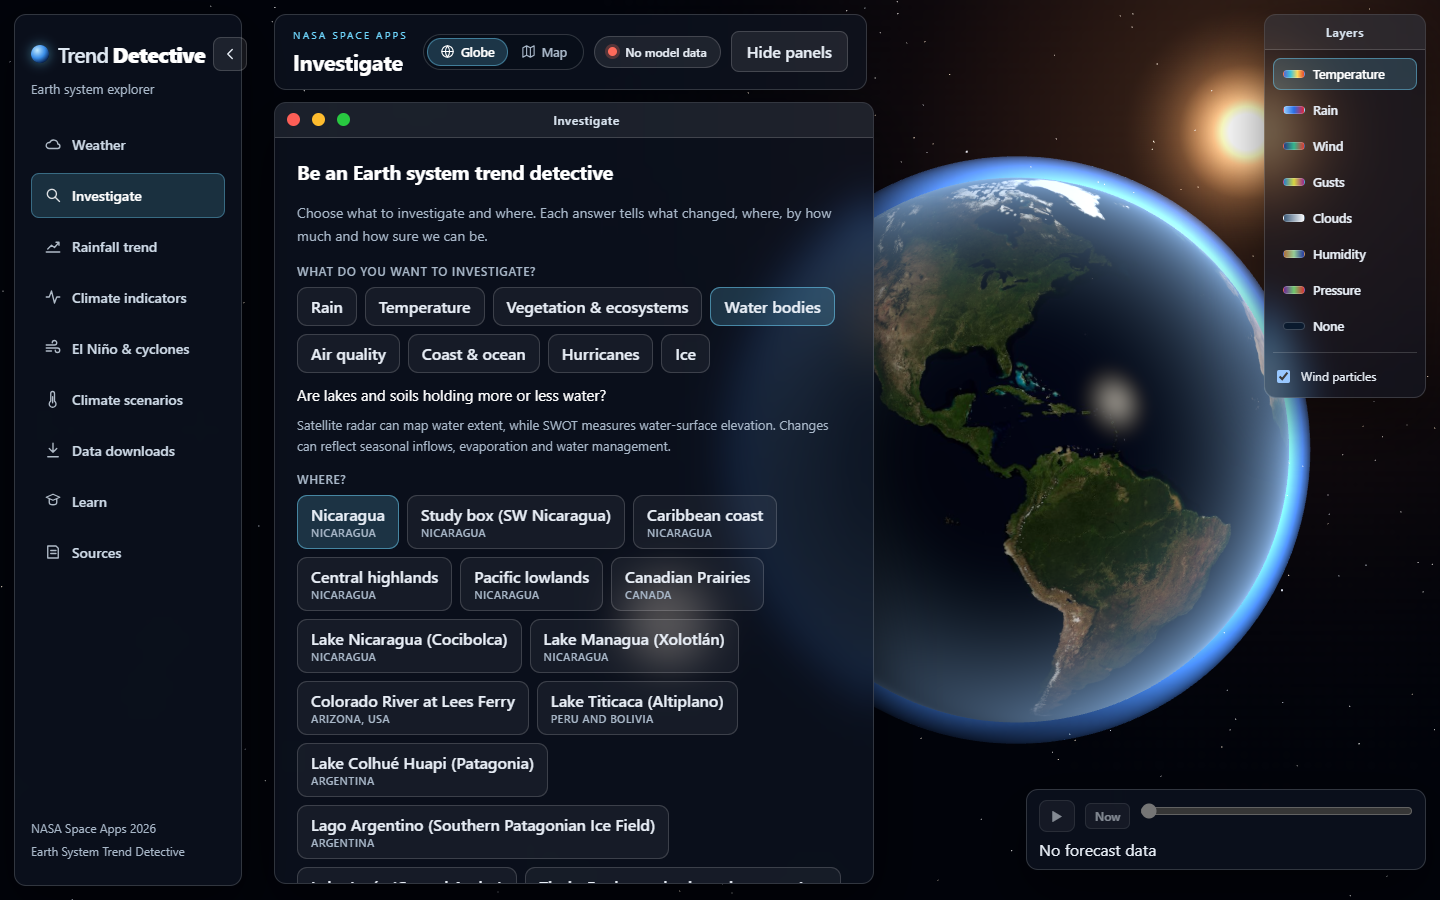 Trend Detective
Earth system explorer
Weather
Investigate
Rainfall trend
Climate indicators
El Niño & cyclones
Climate scenarios
Data downloads
Learn
Sources
NASA Space Apps 2026
Earth System Trend Detective
NASA SPACE APPS
Investigate
Globe
Map
No model data
Hide panels
Investigate
Be an Earth system trend detective
Choose what to investigate and where. Each answer tells what changed, where, by how
much and how sure we can be.
WHAT DO YOU WANT TO INVESTIGATE?
Rain
Temperature
Vegetation & ecosystems
Water bodies
Air quality
Coast & ocean
Hurricanes
Ice
Are lakes and soils holding more or less water?
Satellite radar can map water extent, while SWOT measures water-surface elevation. Changes
can reflect seasonal inflows, evaporation and water management.
WHERE?
Nicaragua
NICARAGUA
Study box (SW Nicaragua)
NICARAGUA
Caribbean coast
NICARAGUA
Central highlands
NICARAGUA
Pacific lowlands
NICARAGUA
Canadian Prairies
CANADA
Lake Nicaragua (Cocibolca)
NICARAGUA
Lake Managua (Xolotlán)
NICARAGUA
Colorado River at Lees Ferry
ARIZONA, USA
Lake Titicaca (Altiplano)
PERU AND BOLIVIA
Lake Colhué Huapi (Patagonia)
ARGENTINA
Lago Argentino (Southern Patagonian Ice Field)
ARGENTINA
Layers
Temperature
Rain
Wind
Gusts
Clouds
Humidity
Pressure
None
Wind particles
Now
No forecast data